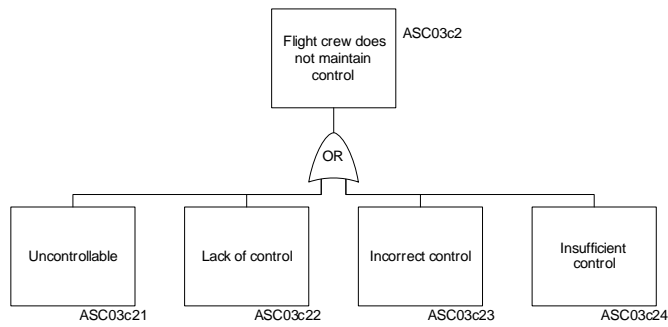 Flight crew does
not maintain
control
ASC03c2
OR
Uncontrollable
Lack of control
Incorrect control
Insufficient
control
ASC03c21
ASC03c22
ASC03c23
ASC03c24